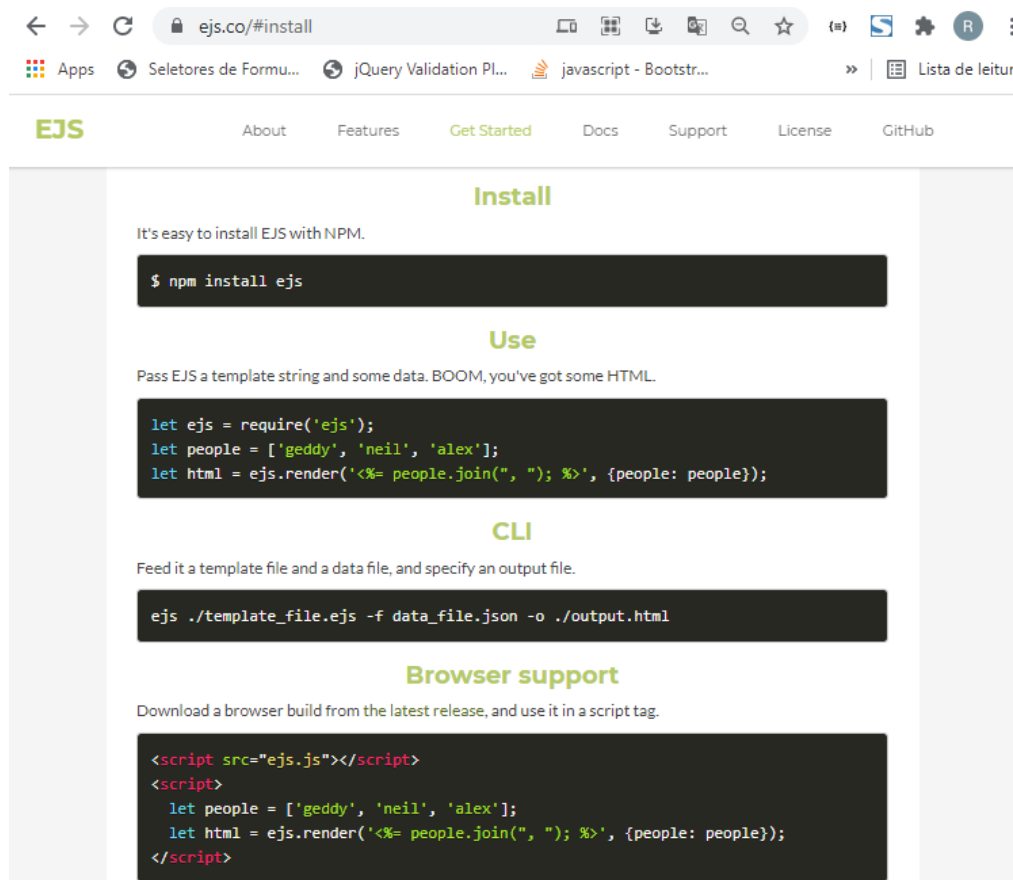 ejs.co/#install
R
Apps
Seletores de Formu...
jQuery Validation Pl...
javascript - Bootstr...
»
Lista de leitur
EJS
About
Features
Get Started
Docs
Support
License
GitHub
Install
It's easy to install EJS with NPM.
$ npm install ejs
Use
Pass EJS a template string and some data. BOOM, you've got some HTML.
let ejs = require('ejs');
let people = ['geddy', 'neil', 'alex'];
let html = ejs.render('<%= people.join(", "); %>', {people: people});
CLI
Feed it a template file and a data file, and specify an output file.
ejs ./template_file.ejs -f data_file.json -o ./output.html
Browser support
Download a browser build from the latest release, and use it in a script tag.
<script src="ejs.js"></script>
<script>
  let people = ['geddy', 'neil', 'alex'];
  let html = ejs.render('<%= people.join(", "); %>', {people: people});
</script>